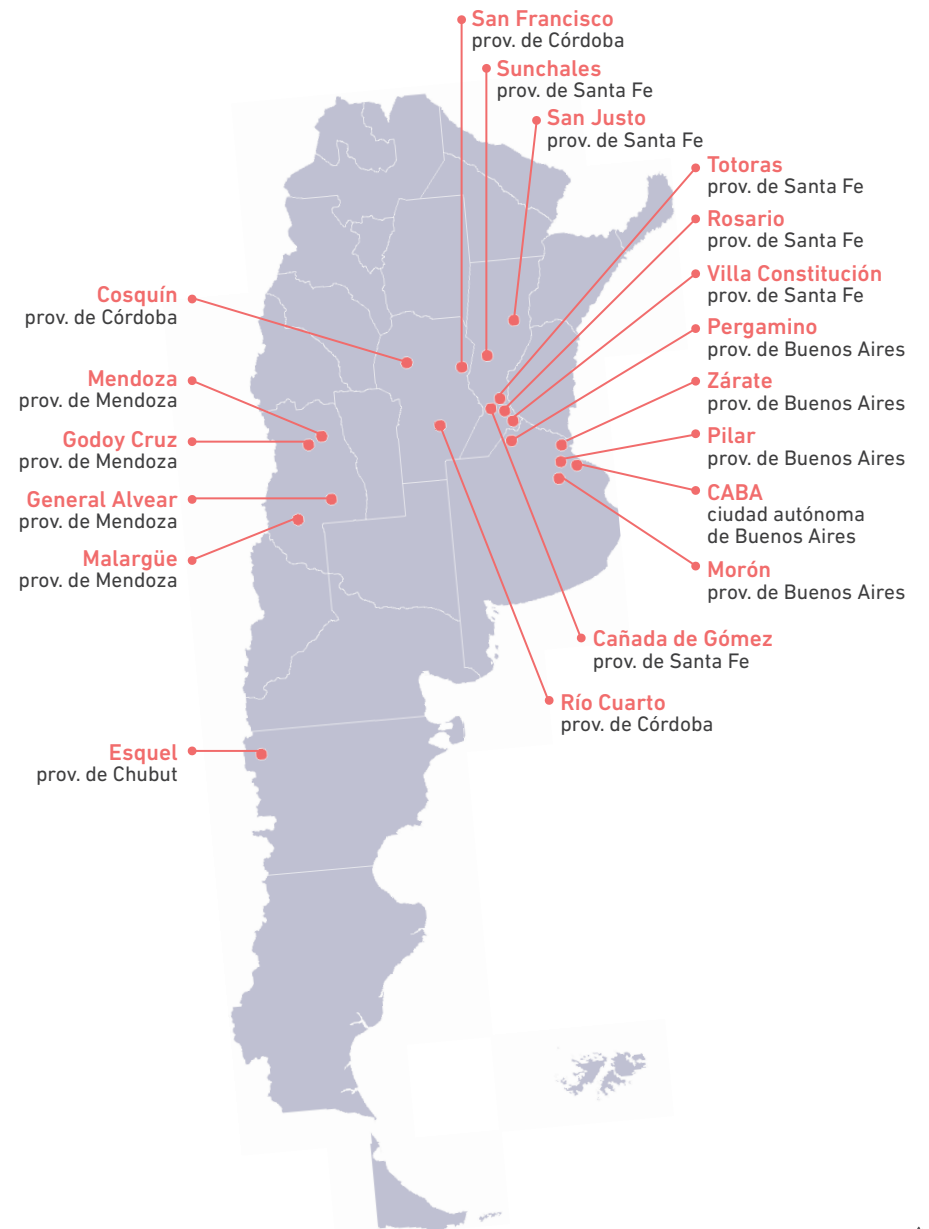 San Francisco
prov. de Córdoba
Sunchales
prov. de Santa Fe
San Justo
prov. de Santa Fe
Totoras
prov. de Santa Fe
Rosario
prov. de Santa Fe
Villa Constitución
prov. de Santa Fe
Pergamino
prov. de Buenos Aires
Zárate
prov. de Buenos Aires
Pilar
prov. de Buenos Aires
CABA
ciudad autónoma
de Buenos Aires
Morón
prov. de Buenos Aires
Cañada de Gómez
prov. de Santa Fe
Río Cuarto
prov. de Córdoba
Cosquín
prov. de Córdoba
Mendoza
prov. de Mendoza
Godoy Cruz
prov. de Mendoza
General Alvear
prov. de Mendoza
Malargüe
prov. de Mendoza
Esquel
prov. de Chubut